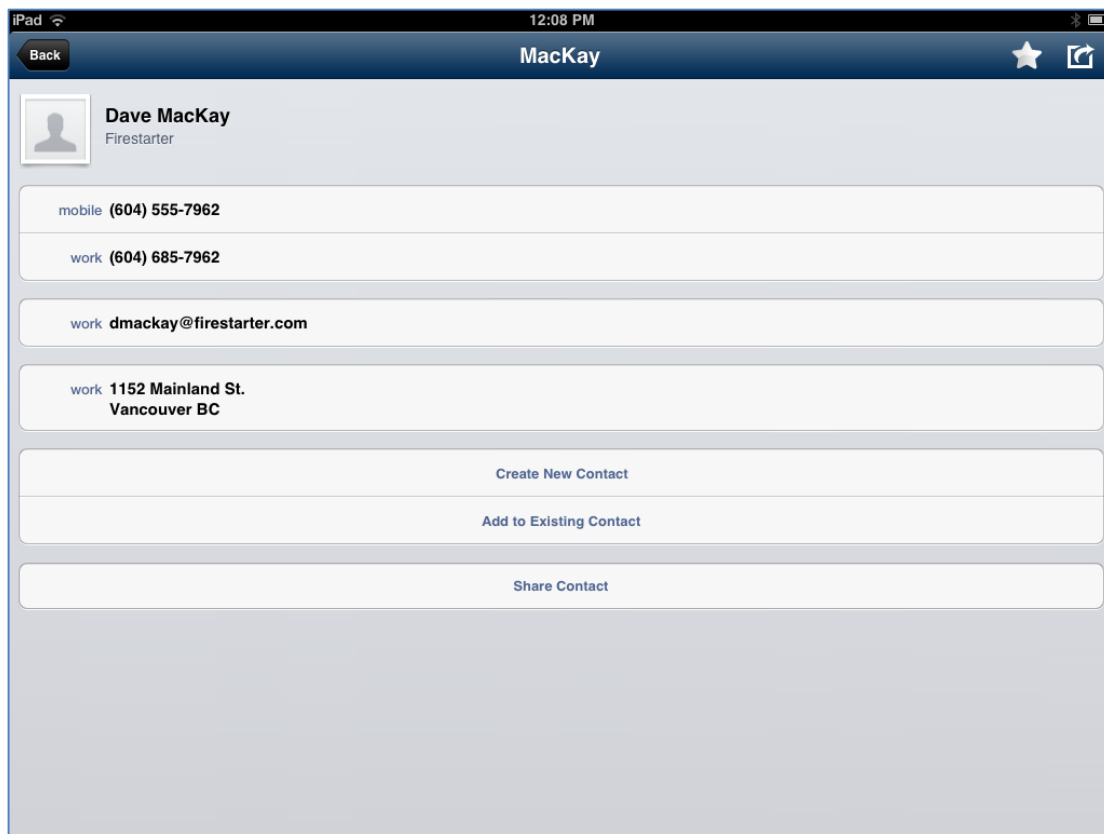 iPad 12:08 PM
Back MacKay
Dave MacKay
Firestarter
mobile (604) 555-7962
work (604) 685-7962
work dmackay@firestarter.com
work 1152 Mainland St.
Vancouver BC
Create New Contact
Add to Existing Contact
Share Contact